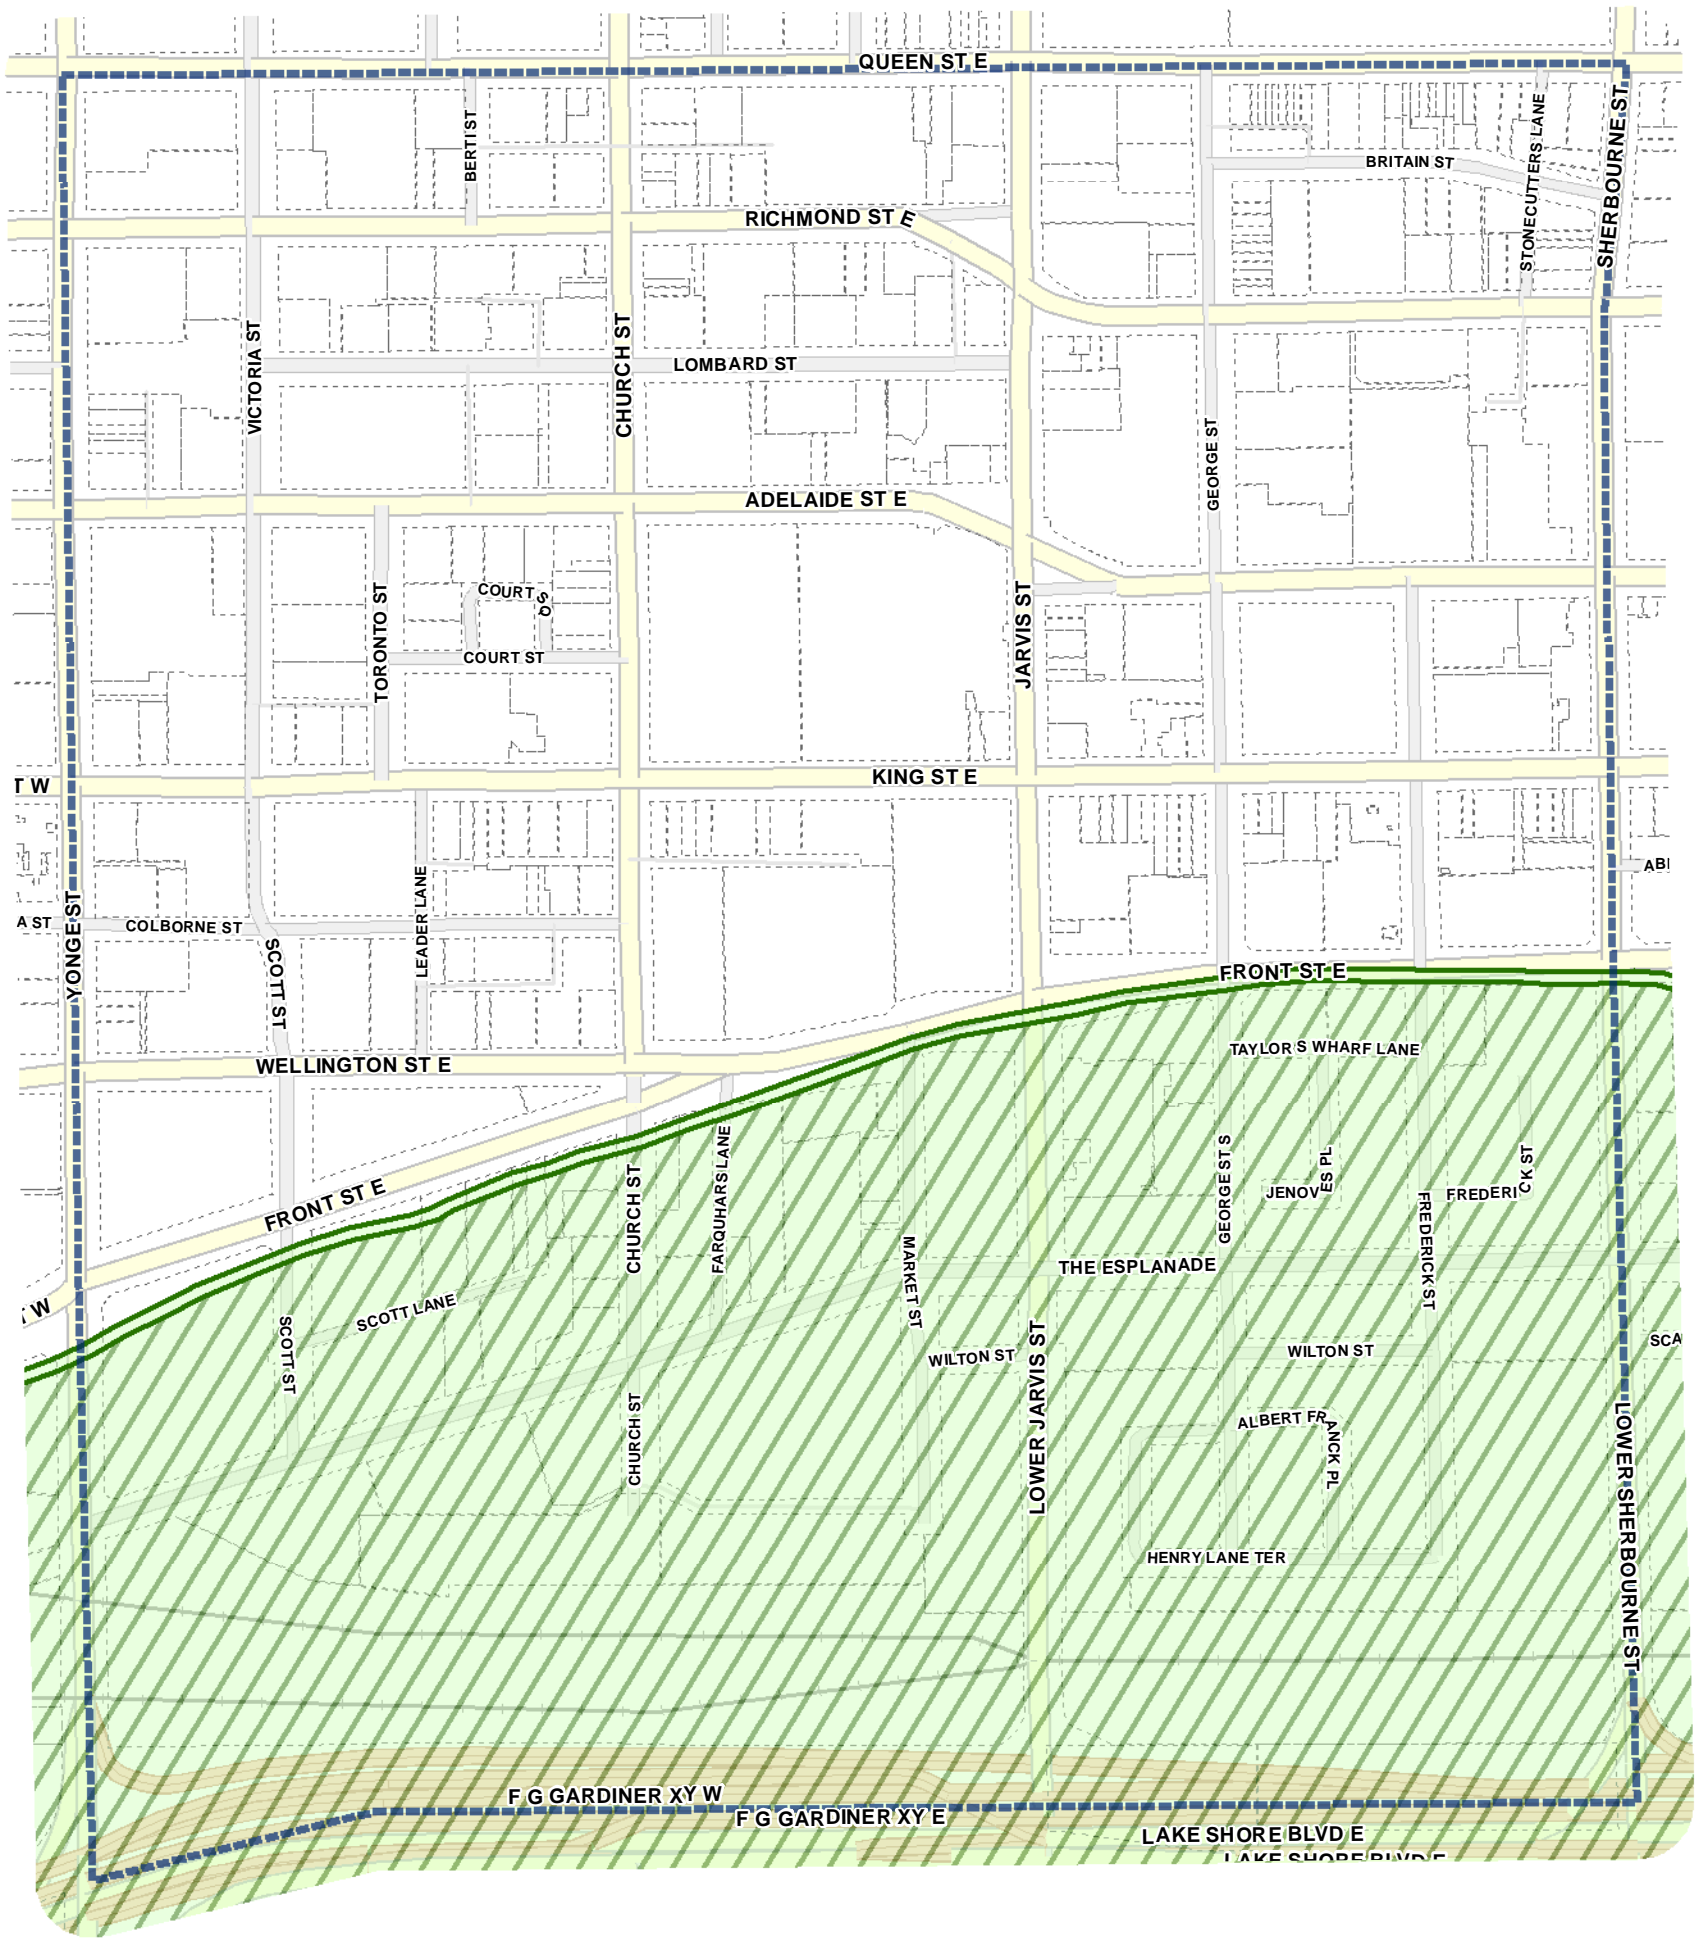 QUEEN ST E
BERTI ST
STONECUTTERS LANE
SHERBOURNE ST
BRITAIN ST
RICHMOND ST E
VICTORIA ST
CHURCH ST
LOMBARD ST
GEORGE ST
ADELAIDE ST E
TORONTO ST
COURT SQ
JARVIS ST
COURT ST
KING ST E
T W
ABI
LEADER LANE
YONGE ST
A ST
COLBORNE ST
SCOTT ST
FRONT ST E
TAYLOR S WHARF LANE
WELLINGTON ST E
FARQUHARS LANE
CHURCH ST
GEORGE ST S
JENOVES PL
FREDERICK ST
FREDERICK ST
FRONT ST E
MARKET ST
THE ESPLANADE
T W
SCOTT LANE
SCOTT ST
WILTON ST
LOWER JARVIS ST
WILTON ST
SCA
CHURCH ST
ALBERT FRANCK PL
LOWER SHERBOURNE ST
HENRY LANE TER
F G GARDINER XY W
F G GARDINER XY E
LAKE SHORE BLVD E
LAKE SHORE BLVD E